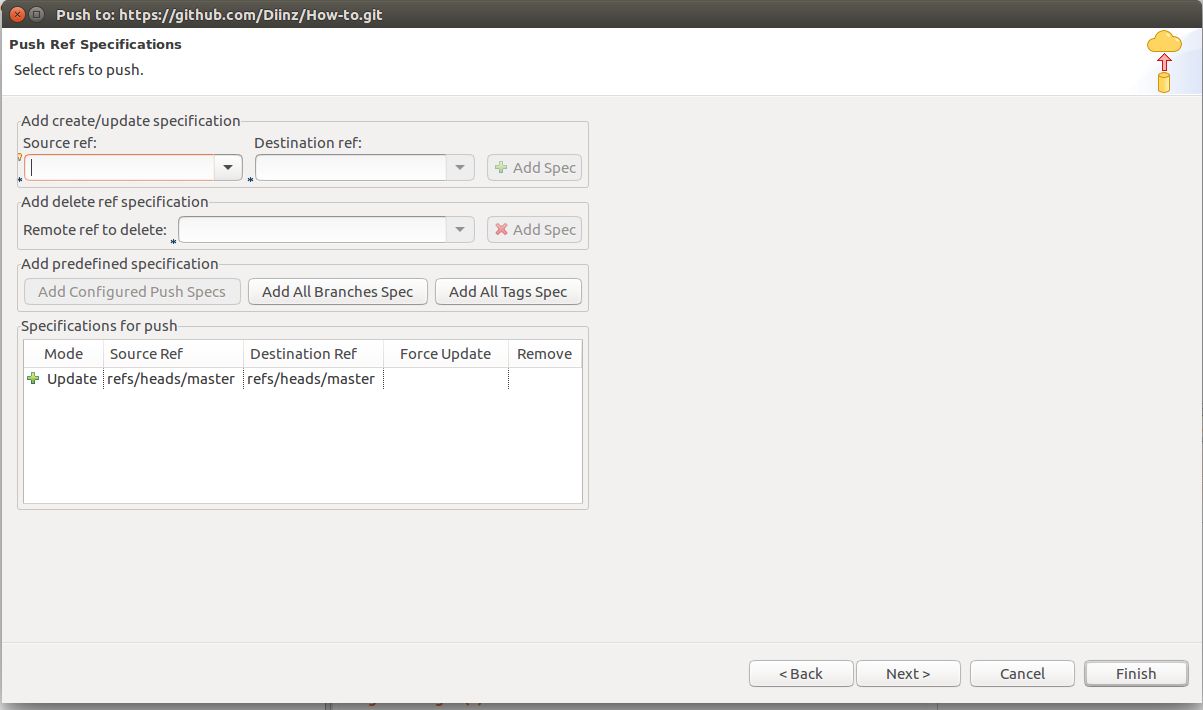 Push to: https://github.com/Diinz/How-to.git
Push Ref Specifications
Select refs to push.
Add create/update specification
Source ref: Destination ref:
* * Add Spec
Add delete ref specification
Remote ref to delete: * Add Spec
Add predefined specification
Add Configured Push Specs Add All Branches Spec Add All Tags Spec
Specifications for push
Mode Source Ref Destination Ref Force Update Remove
Update refs/heads/master refs/heads/master
< Back Next > Cancel Finish